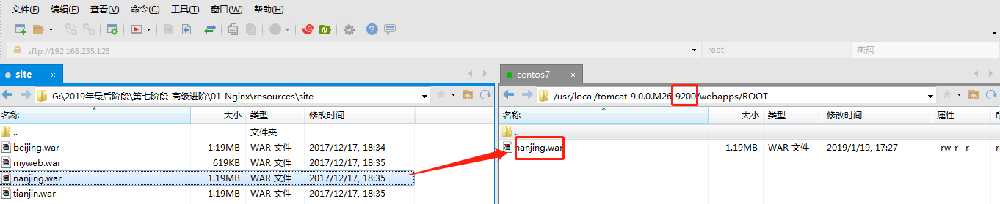 文件(F) 编辑(E) 查看(V) 命令(C) 工具(T) 窗口(W) 帮助(H)
sftp://192.168.235.128 root 密码
site × centos7 ×
G:\2019年最后阶段\第七阶段-高级进阶\01-Nginx\resources\site /usr/local/tomcat-9.0.0.M26-9200/webapps/ROOT
名称 大小 类型 修改时间 名称 大小 类型 修改时间 属性
.. 文件夹 ..
beijing.war 1.19MB WAR 文件 2017/12/17, 18:34 nanjing.war 1.19MB WAR 文件 2019/1/19, 17:27 -rw-r--r--
myweb.war 619KB WAR 文件 2017/12/17, 18:35
nanjing.war 1.19MB WAR 文件 2017/12/17, 18:35
tianjin.war 1.19MB WAR 文件 2017/12/17, 18:35